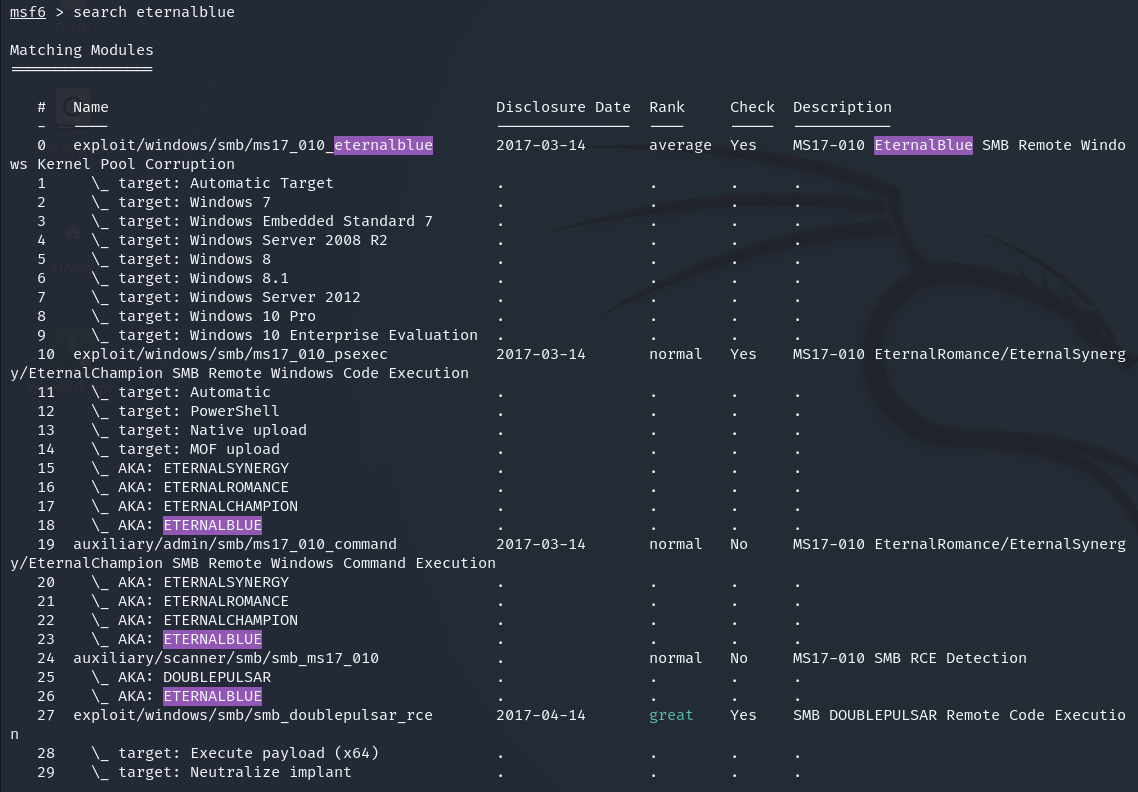 msf6 > search eternalblue
Matching Modules
================
# Name Disclosure Date Rank Check Description
- ---- --------------- ---- ----- -----------
0 exploit/windows/smb/ms17_010_eternalblue 2017-03-14 average Yes MS17-010 EternalBlue SMB Remote Windo
ws Kernel Pool Corruption
1 \_ target: Automatic Target . . . .
2 \_ target: Windows 7 . . . .
3 \_ target: Windows Embedded Standard 7 . . . .
4 \_ target: Windows Server 2008 R2 . . . .
5 \_ target: Windows 8 . . . .
6 \_ target: Windows 8.1 . . . .
7 \_ target: Windows Server 2012 . . . .
8 \_ target: Windows 10 Pro . . . .
9 \_ target: Windows 10 Enterprise Evaluation . . . .
10 exploit/windows/smb/ms17_010_psexec 2017-03-14 normal Yes MS17-010 EternalRomance/EternalSynerg
y/EternalChampion SMB Remote Windows Code Execution
11 \_ target: Automatic . . . .
12 \_ target: PowerShell . . . .
13 \_ target: Native upload . . . .
14 \_ target: MOF upload . . . .
15 \_ AKA: ETERNALSYNERGY . . . .
16 \_ AKA: ETERNALROMANCE . . . .
17 \_ AKA: ETERNALCHAMPION . . . .
18 \_ AKA: ETERNALBLUE . . . .
19 auxiliary/admin/smb/ms17_010_command 2017-03-14 normal No MS17-010 EternalRomance/EternalSynerg
y/EternalChampion SMB Remote Windows Command Execution
20 \_ AKA: ETERNALSYNERGY . . . .
21 \_ AKA: ETERNALROMANCE . . . .
22 \_ AKA: ETERNALCHAMPION . . . .
23 \_ AKA: ETERNALBLUE . . . .
24 auxiliary/scanner/smb/smb_ms17_010 . normal No MS17-010 SMB RCE Detection
25 \_ AKA: DOUBLEPULSAR . . . .
26 \_ AKA: ETERNALBLUE . . . .
27 exploit/windows/smb/smb_doublepulsar_rce 2017-04-14 great Yes SMB DOUBLEPULSAR Remote Code Executio
n
28 \_ target: Execute payload (x64) . . . .
29 \_ target: Neutralize implant . . . .